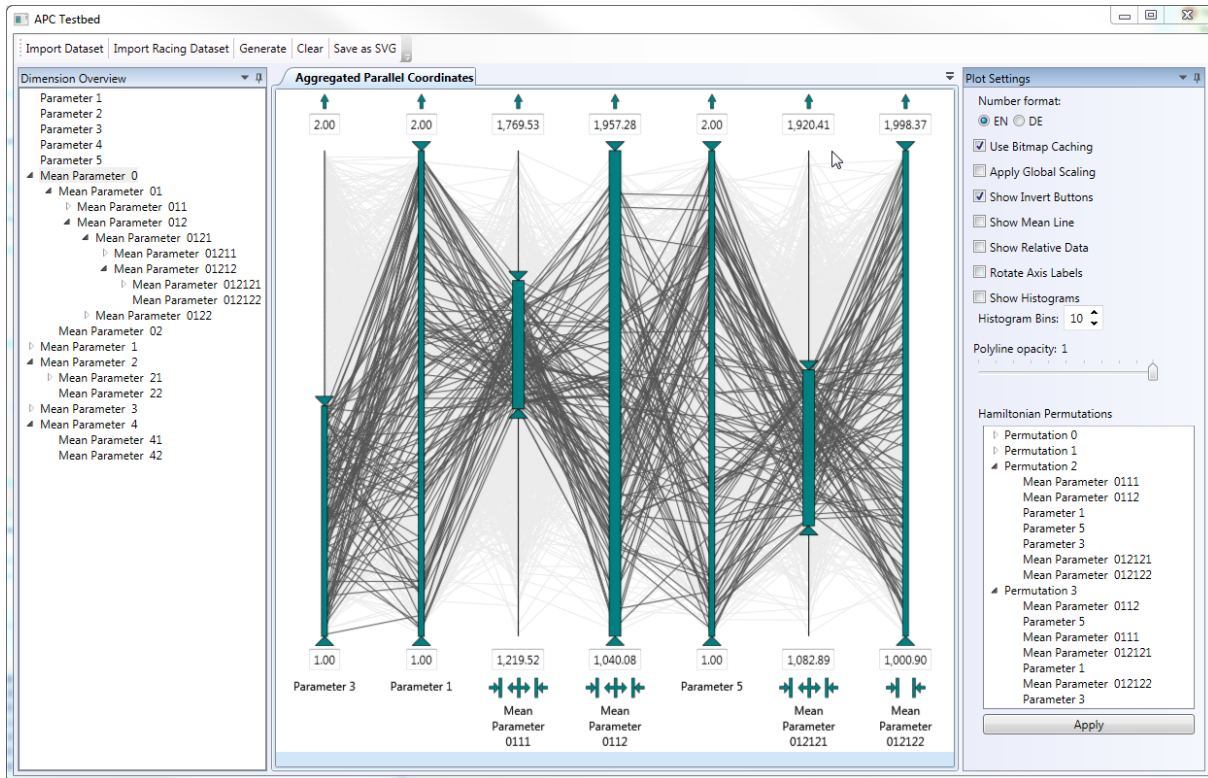 APC Testbed
Import Dataset
Import Racing Dataset
Generate
Clear
Save as SVG
Dimension Overview
Parameter 1
Parameter 2
Parameter 3
Parameter 4
Parameter 5
Mean Parameter 0
Mean Parameter 01
Mean Parameter 011
Mean Parameter 012
Mean Parameter 0121
Mean Parameter 01211
Mean Parameter 01212
Mean Parameter 012121
Mean Parameter 012122
Mean Parameter 0122
Mean Parameter 02
Mean Parameter 1
Mean Parameter 2
Mean Parameter 21
Mean Parameter 22
Mean Parameter 3
Mean Parameter 4
Mean Parameter 41
Mean Parameter 42
Aggregated Parallel Coordinates
2.00
2.00
1,769.53
1,957.28
2.00
1,920.41
1,998.37
1.00
1.00
1,219.52
1,040.08
1.00
1,082.89
1,000.90
Parameter 3
Parameter 1
Mean
Parameter
0111
Mean
Parameter
0112
Parameter 5
Mean
Parameter
012121
Mean
Parameter
012122
Plot Settings
Number format:
EN
DE
Use Bitmap Caching
Apply Global Scaling
Show Invert Buttons
Show Mean Line
Show Relative Data
Rotate Axis Labels
Show Histograms
Histogram Bins: 10
Polyline opacity: 1
Hamiltonian Permutations
Permutation 0
Permutation 1
Permutation 2
Mean Parameter 0111
Mean Parameter 0112
Parameter 1
Parameter 5
Parameter 3
Mean Parameter 012121
Mean Parameter 012122
Permutation 3
Mean Parameter 0112
Parameter 5
Mean Parameter 0111
Mean Parameter 012121
Parameter 1
Mean Parameter 012122
Parameter 3
Apply